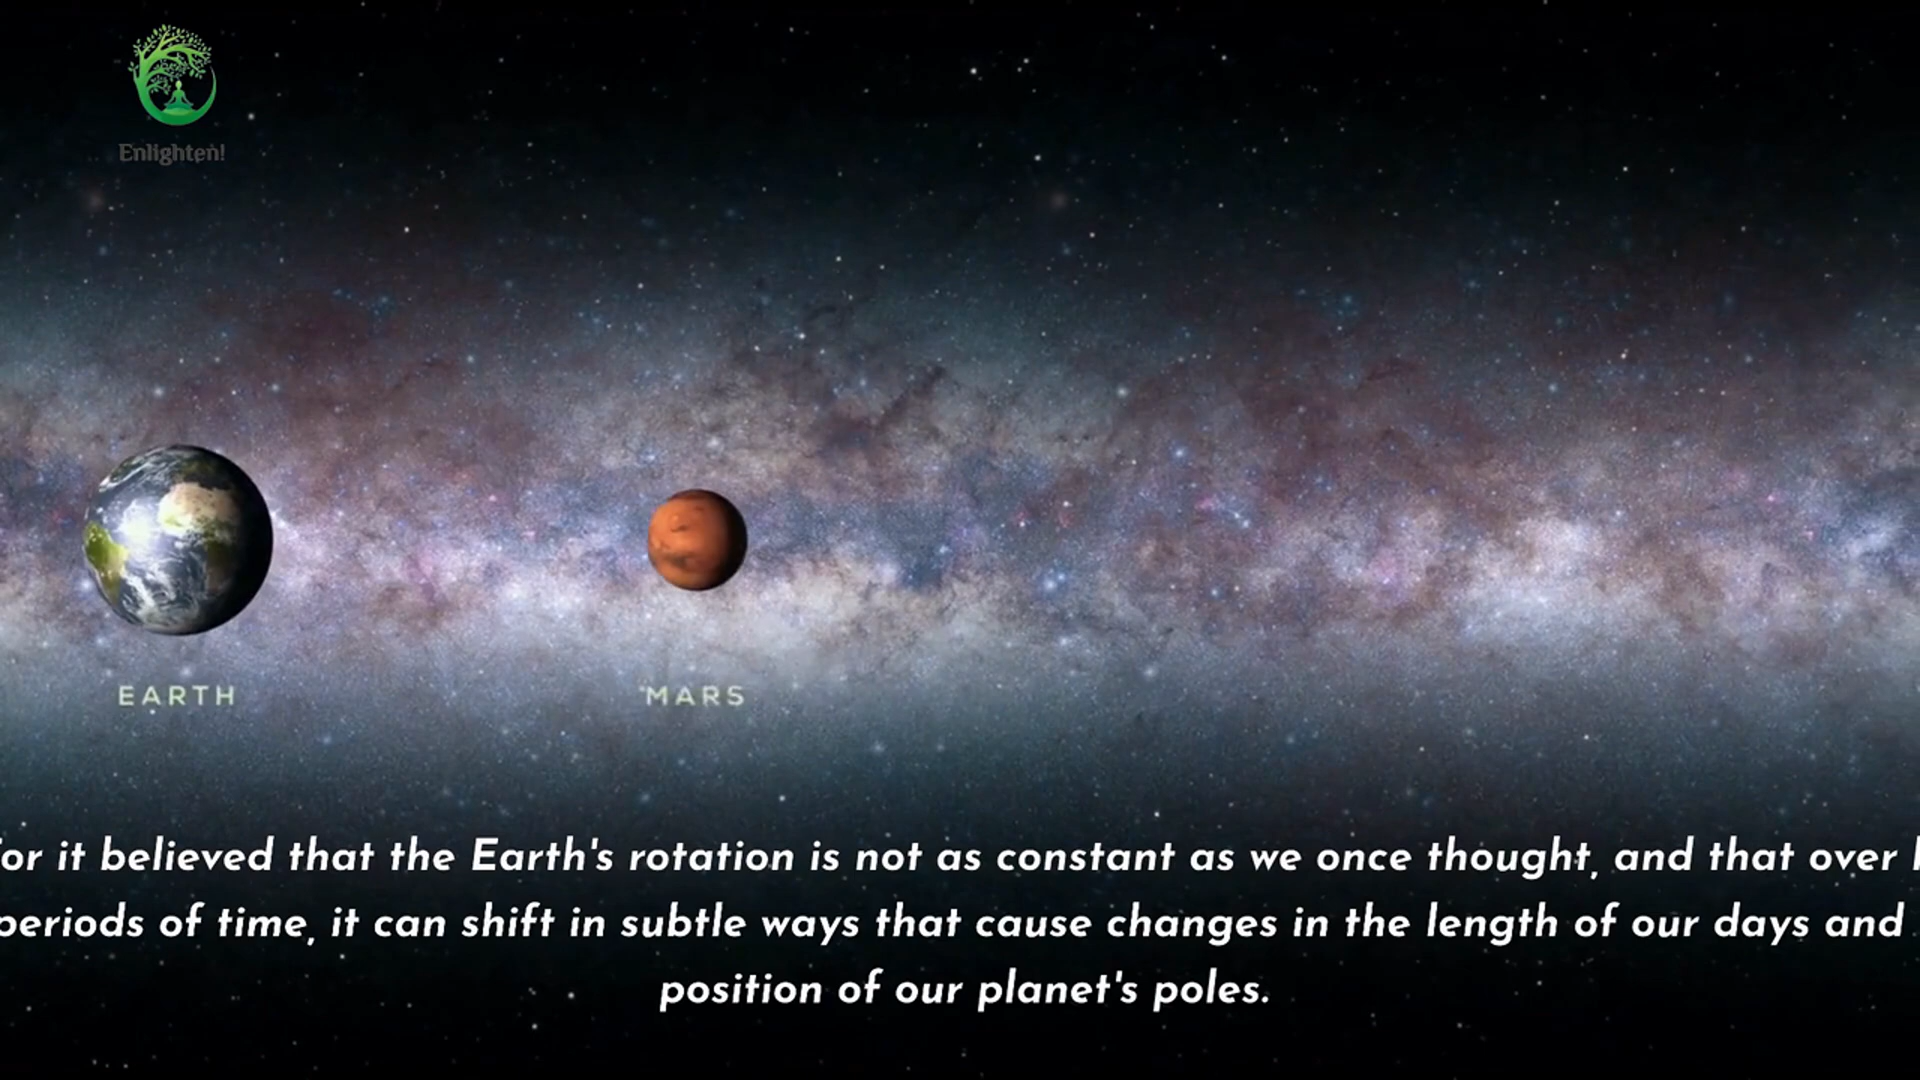 Enlighten!
EARTH
MARS
for it believed that the Earth's rotation is not as constant as we once thought, and that over
periods of time, it can shift in subtle ways that cause changes in the length of our days and
position of our planet's poles.